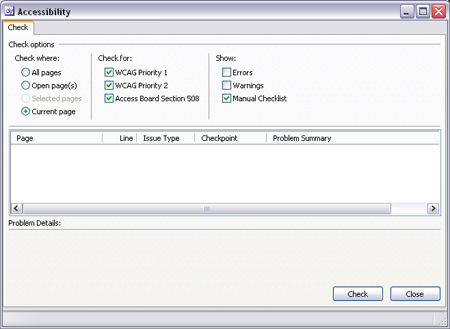 Accessibility
Check
Check options
Check where:
All pages
Open page(s)
Selected pages
Current page
Check for:
WCAG Priority 1
WCAG Priority 2
Access Board Section 508
Show:
Errors
Warnings
Manual Checklist
Page Line Issue Type Checkpoint Problem Summary
Problem Details:
Check Close